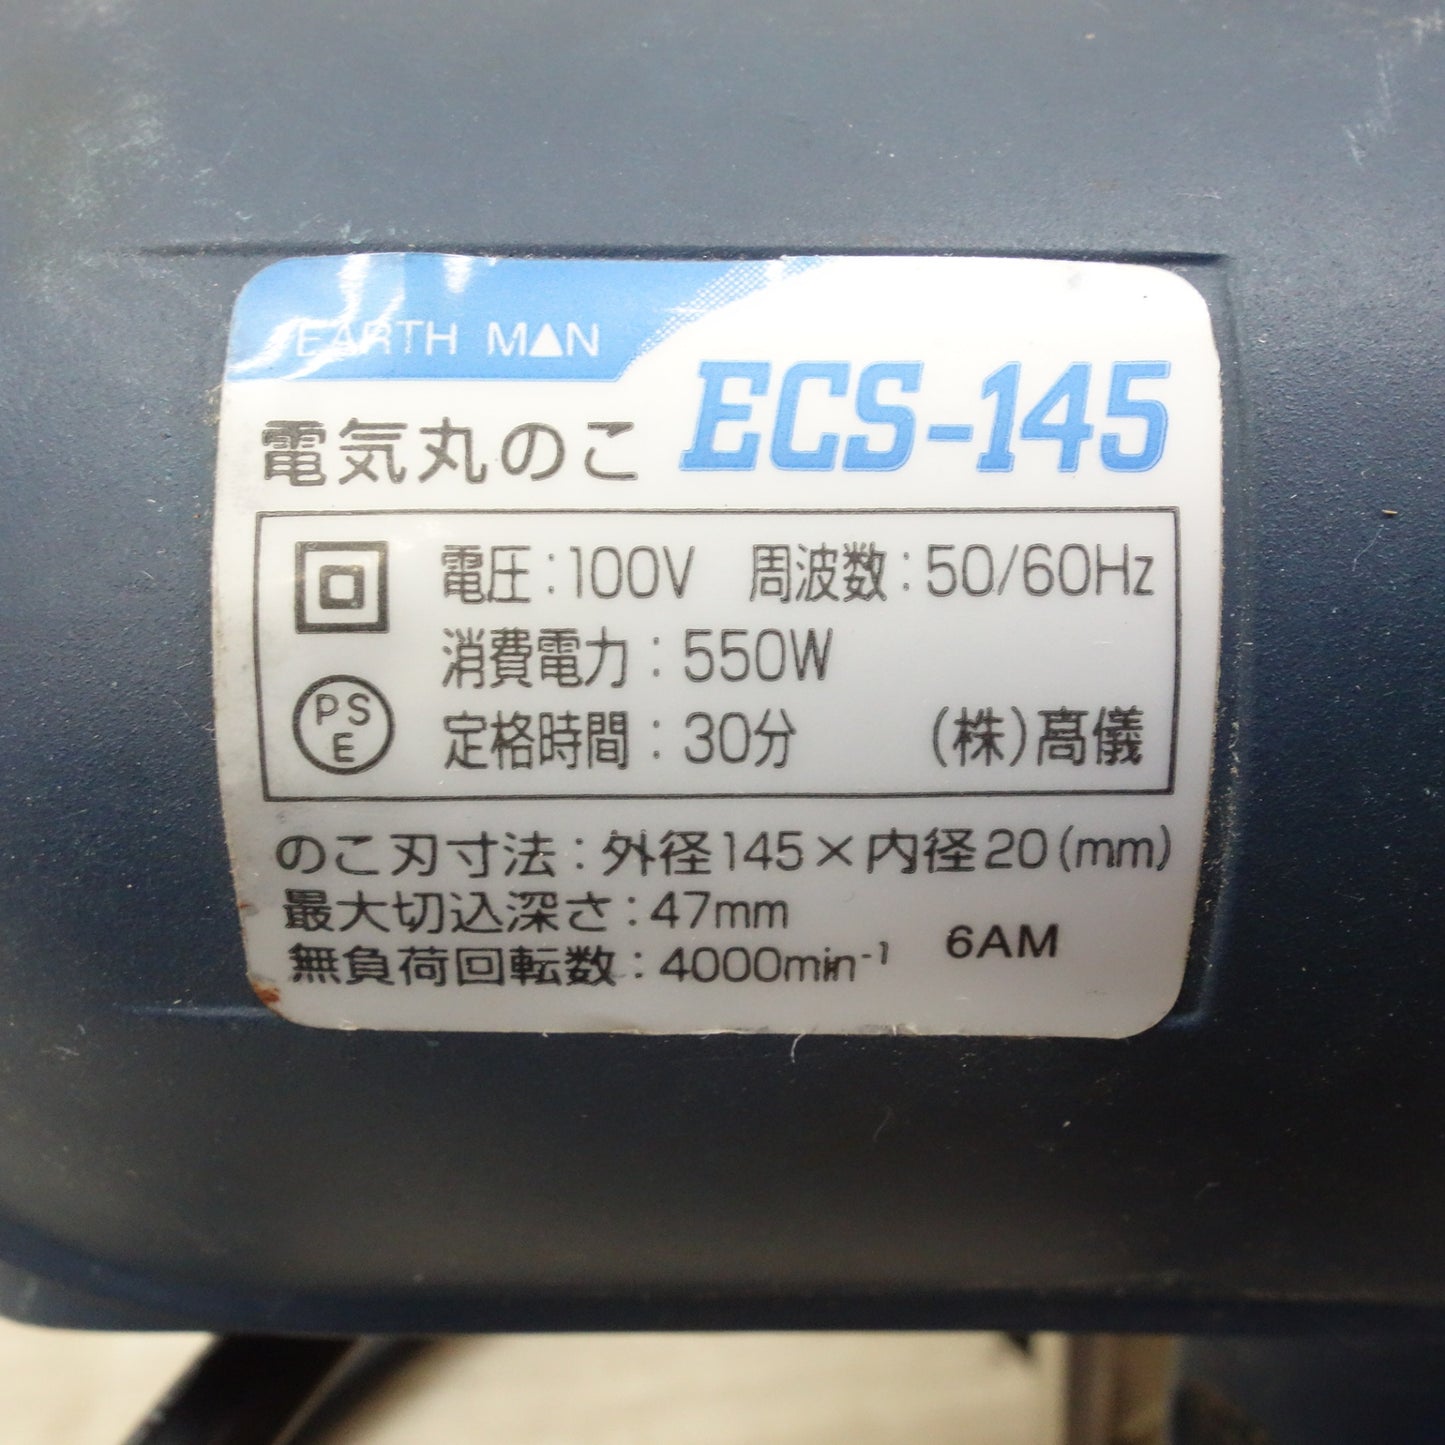 EARTH MAN
電気丸のこ ECS-145
電圧:100V 周波数:50/60Hz
消費電力:550W
PSE
定格時間:30分 (株)高儀
のこ刃寸法:外径145×内径20(mm)
最大切込深さ:47mm
無負荷回転数:4000min⁻¹ 6AM